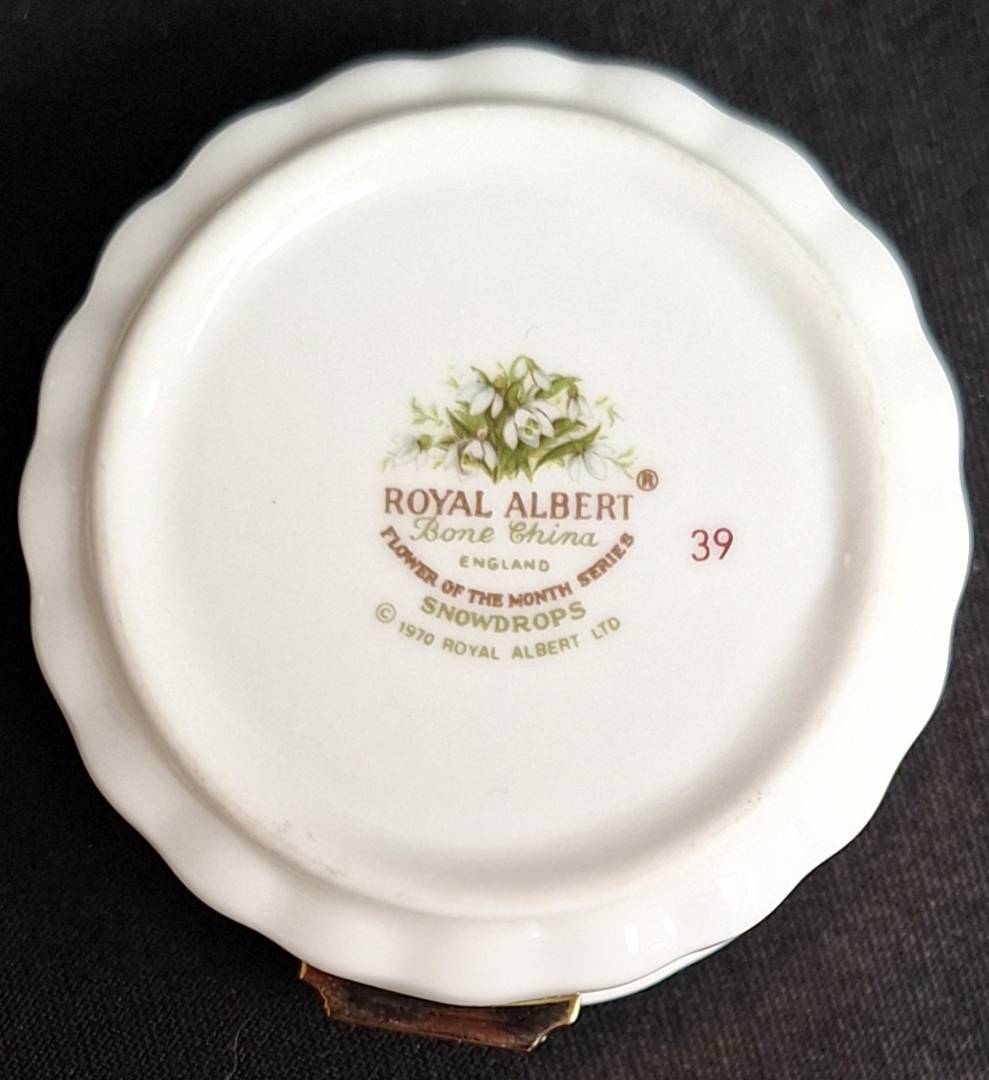 ROYAL ALBERT ®
Bone China
ENGLAND
FLOWER OF THE MONTH SERIES
SNOWDROPS
© 1970 ROYAL ALBERT LTD
39